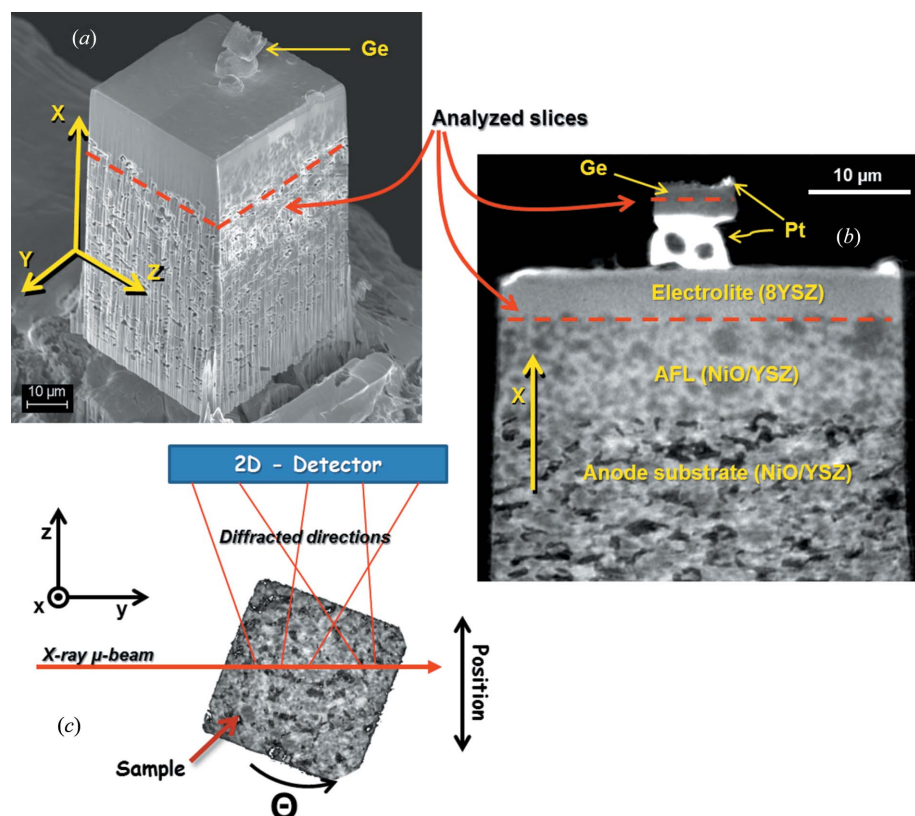 (a)
Ge
X
Y
Z
10 µm
Analyzed slices
Ge
10 µm
Pt
(b)
Electrolite (8YSZ)
AFL (NiO/YSZ)
X
Anode substrate (NiO/YSZ)
2D - Detector
Diffracted directions
z
x
y
X-ray µ-beam
Position
(c)
Sample
Θ